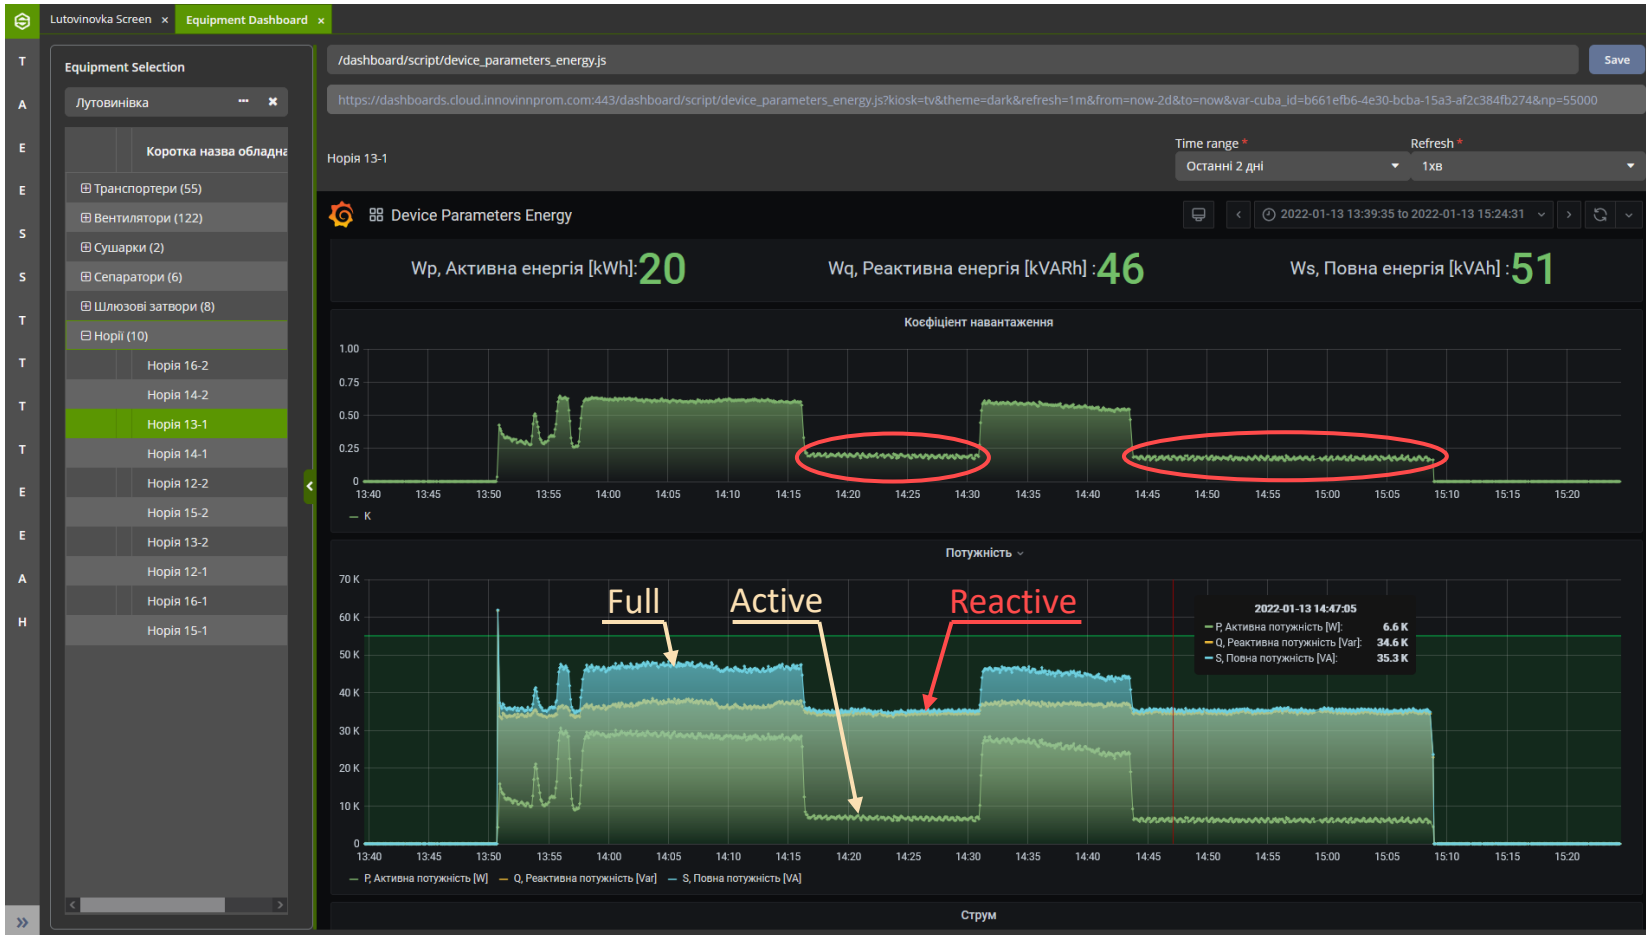 Lutovinovka Screen × Equipment Dashboard ×
T
A
E
E
S
S
T
T
T
T
E
E
A
H
»
Equipment Selection
Лутовинівка ··· ×
Коротка назва обладна
Транспортери (55)
Вентилятори (122)
Сушарки (2)
Сепаратори (6)
Шлюзові затвори (8)
Норії (10)
Норія 16-2
Норія 14-2
Норія 13-1
Норія 14-1
Норія 12-2
Норія 15-2
Норія 13-2
Норія 12-1
Норія 16-1
Норія 15-1
/dashboard/script/device_parameters_energy.js Save
https://dashboards.cloud.innovinnprom.com:443/dashboard/script/device_parameters_energy.js?kiosk=tv&theme=dark&refresh=1m&from=now-2d&to=now&var-cuba_id=b661efb6-4e30-bcba-15a3-af2c384fb274&np=55000
Норія 13-1
Time range * Refresh *
Останні 2 дні 1хв
Device Parameters Energy 2022-01-13 13:39:35 to 2022-01-13 15:24:31
Wp, Активна енергія [kWh]: 20 Wq, Реактивна енергія [kVARh] : 46 Ws, Повна енергія [kVAh] : 51
Коєфіціент навантаження
1.00
0.75
0.50
0.25
0
13:40 13:45 13:50 13:55 14:00 14:05 14:10 14:15 14:20 14:25 14:30 14:35 14:40 14:45 14:50 14:55 15:00 15:05 15:10 15:15 15:20
K
Потужність
70 K
60 K
50 K
40 K
30 K
20 K
10 K
0
Full Active Reactive
2022-01-13 14:47:05
P, Активна потужність [W]: 6.6 K
Q, Реактивна потужність [Var]: 34.6 K
S, Повна потужність [VA]: 35.3 K
13:40 13:45 13:50 13:55 14:00 14:05 14:10 14:15 14:20 14:25 14:30 14:35 14:40 14:45 14:50 14:55 15:00 15:05 15:10 15:15 15:20
P, Активна потужність [W] Q, Реактивна потужність [Var] S, Повна потужність [VA]
Струм